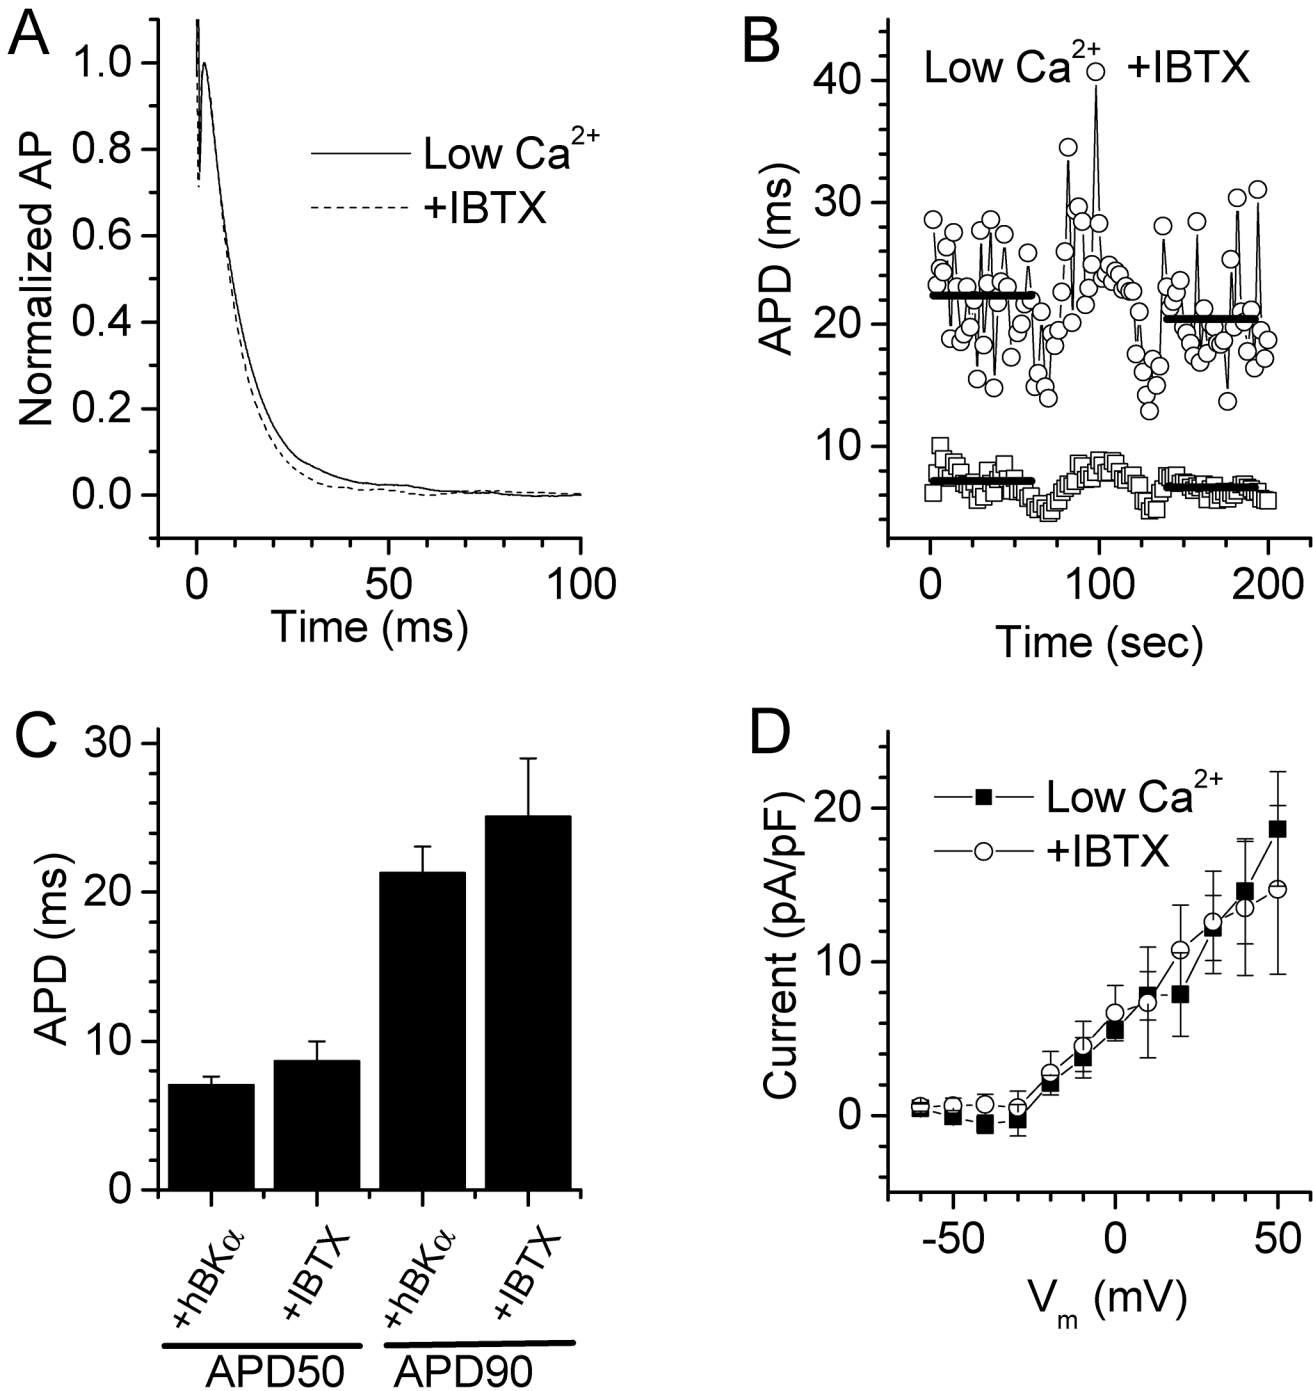 A
Normalized AP
1.0
0.8
0.6
0.4
0.2
0.0
Low Ca²⁺
+IBTX
0 50 100
Time (ms)
B
APD (ms)
40
30
20
10
Low Ca²⁺ +IBTX
0 100 200
Time (sec)
C
APD (ms)
30
20
10
0
+hBKα +IBTX +hBKα +IBTX
APD50 APD90
D
Current (pA/pF)
20
10
0
Low Ca²⁺
+IBTX
-50 0 50
Vₘ (mV)